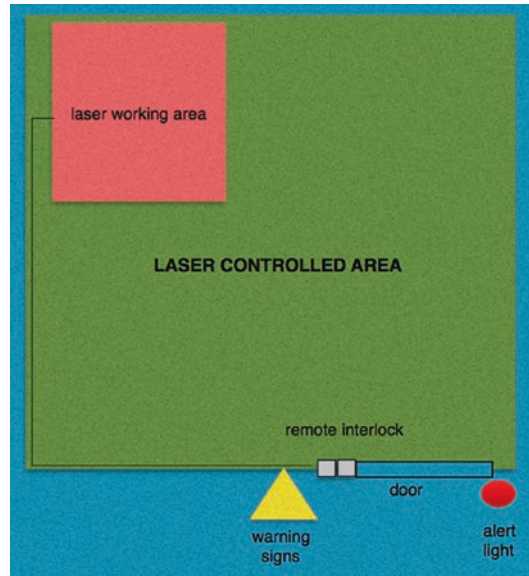 laser working area
LASER CONTROLLED AREA
remote interlock
door
warning
signs
alert
light